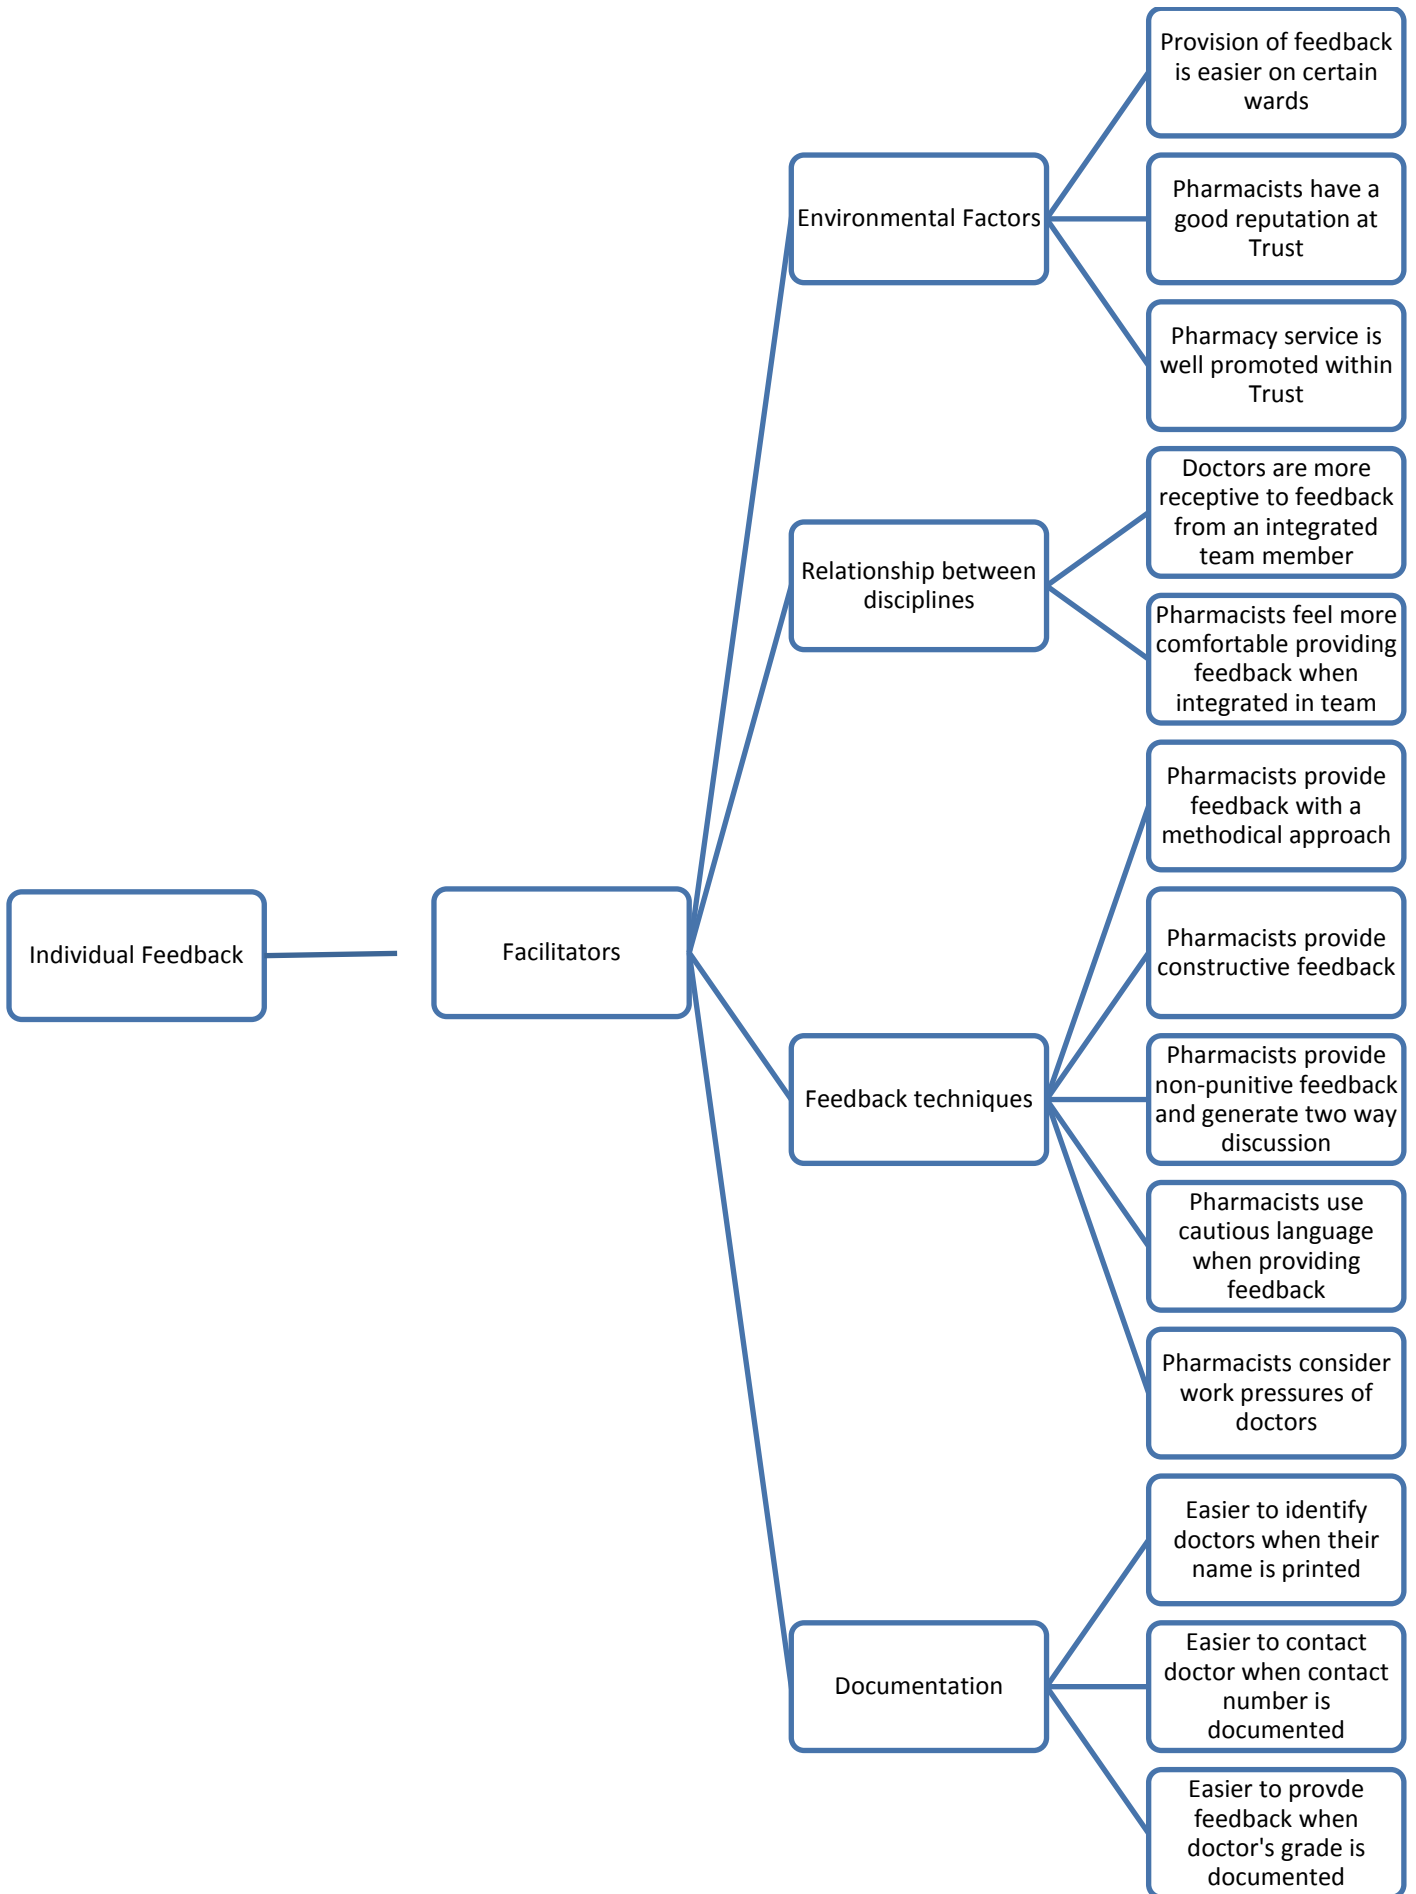 Individual Feedback
Facilitators
Environmental Factors
Provision of feedback
is easier on certain
wards
Pharmacists have a
good reputation at
Trust
Pharmacy service is
well promoted within
Trust
Relationship between
disciplines
Doctors are more
receptive to feedback
from an integrated
team member
Pharmacists feel more
comfortable providing
feedback when
integrated in team
Feedback techniques
Pharmacists provide
feedback with a
methodical approach
Pharmacists provide
constructive feedback
Pharmacists provide
non-punitive feedback
and generate two way
discussion
Pharmacists use
cautious language
when providing
feedback
Pharmacists consider
work pressures of
doctors
Documentation
Easier to identify
doctors when their
name is printed
Easier to contact
doctor when contact
number is
documented
Easier to provde
feedback when
doctor's grade is
documented